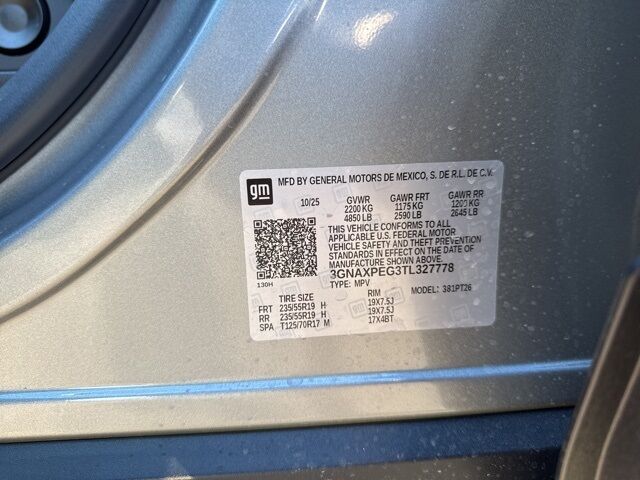 gm MFD BY GENERAL MOTORS DE MEXICO, S. DE R.L. DE C.V.
10/25 GVWR GAWR FRT GAWR RR
2200 KG 1175 KG 1200 KG
4850 LB 2590 LB 2645 LB
THIS VEHICLE CONFORMS TO ALL
APPLICABLE U.S. FEDERAL MOTOR
VEHICLE SAFETY AND THEFT PREVENTION
STANDARDS IN EFFECT ON THE DATE OF
MANUFACTURE SHOWN ABOVE.
3GNAXPEG3TL327778
130H TYPE: MPV MODEL: 381PT26
TIRE SIZE RIM
FRT 235/55R19 H 19X7.5J
RR 235/55R19 H 19X7.5J
SPA T125/70R17 M 17X4BT